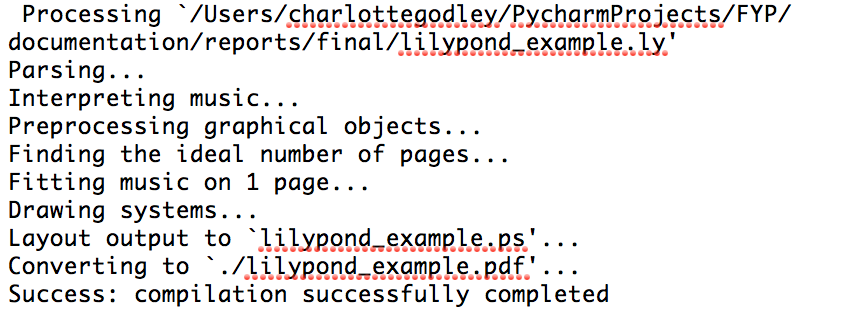 Processing `/Users/charlottegodley/PycharmProjects/FYP/
documentation/reports/final/lilypond_example.ly'
Parsing...
Interpreting music...
Preprocessing graphical objects...
Finding the ideal number of pages...
Fitting music on 1 page...
Drawing systems...
Layout output to `lilypond_example.ps'...
Converting to `./lilypond_example.pdf'...
Success: compilation successfully completed